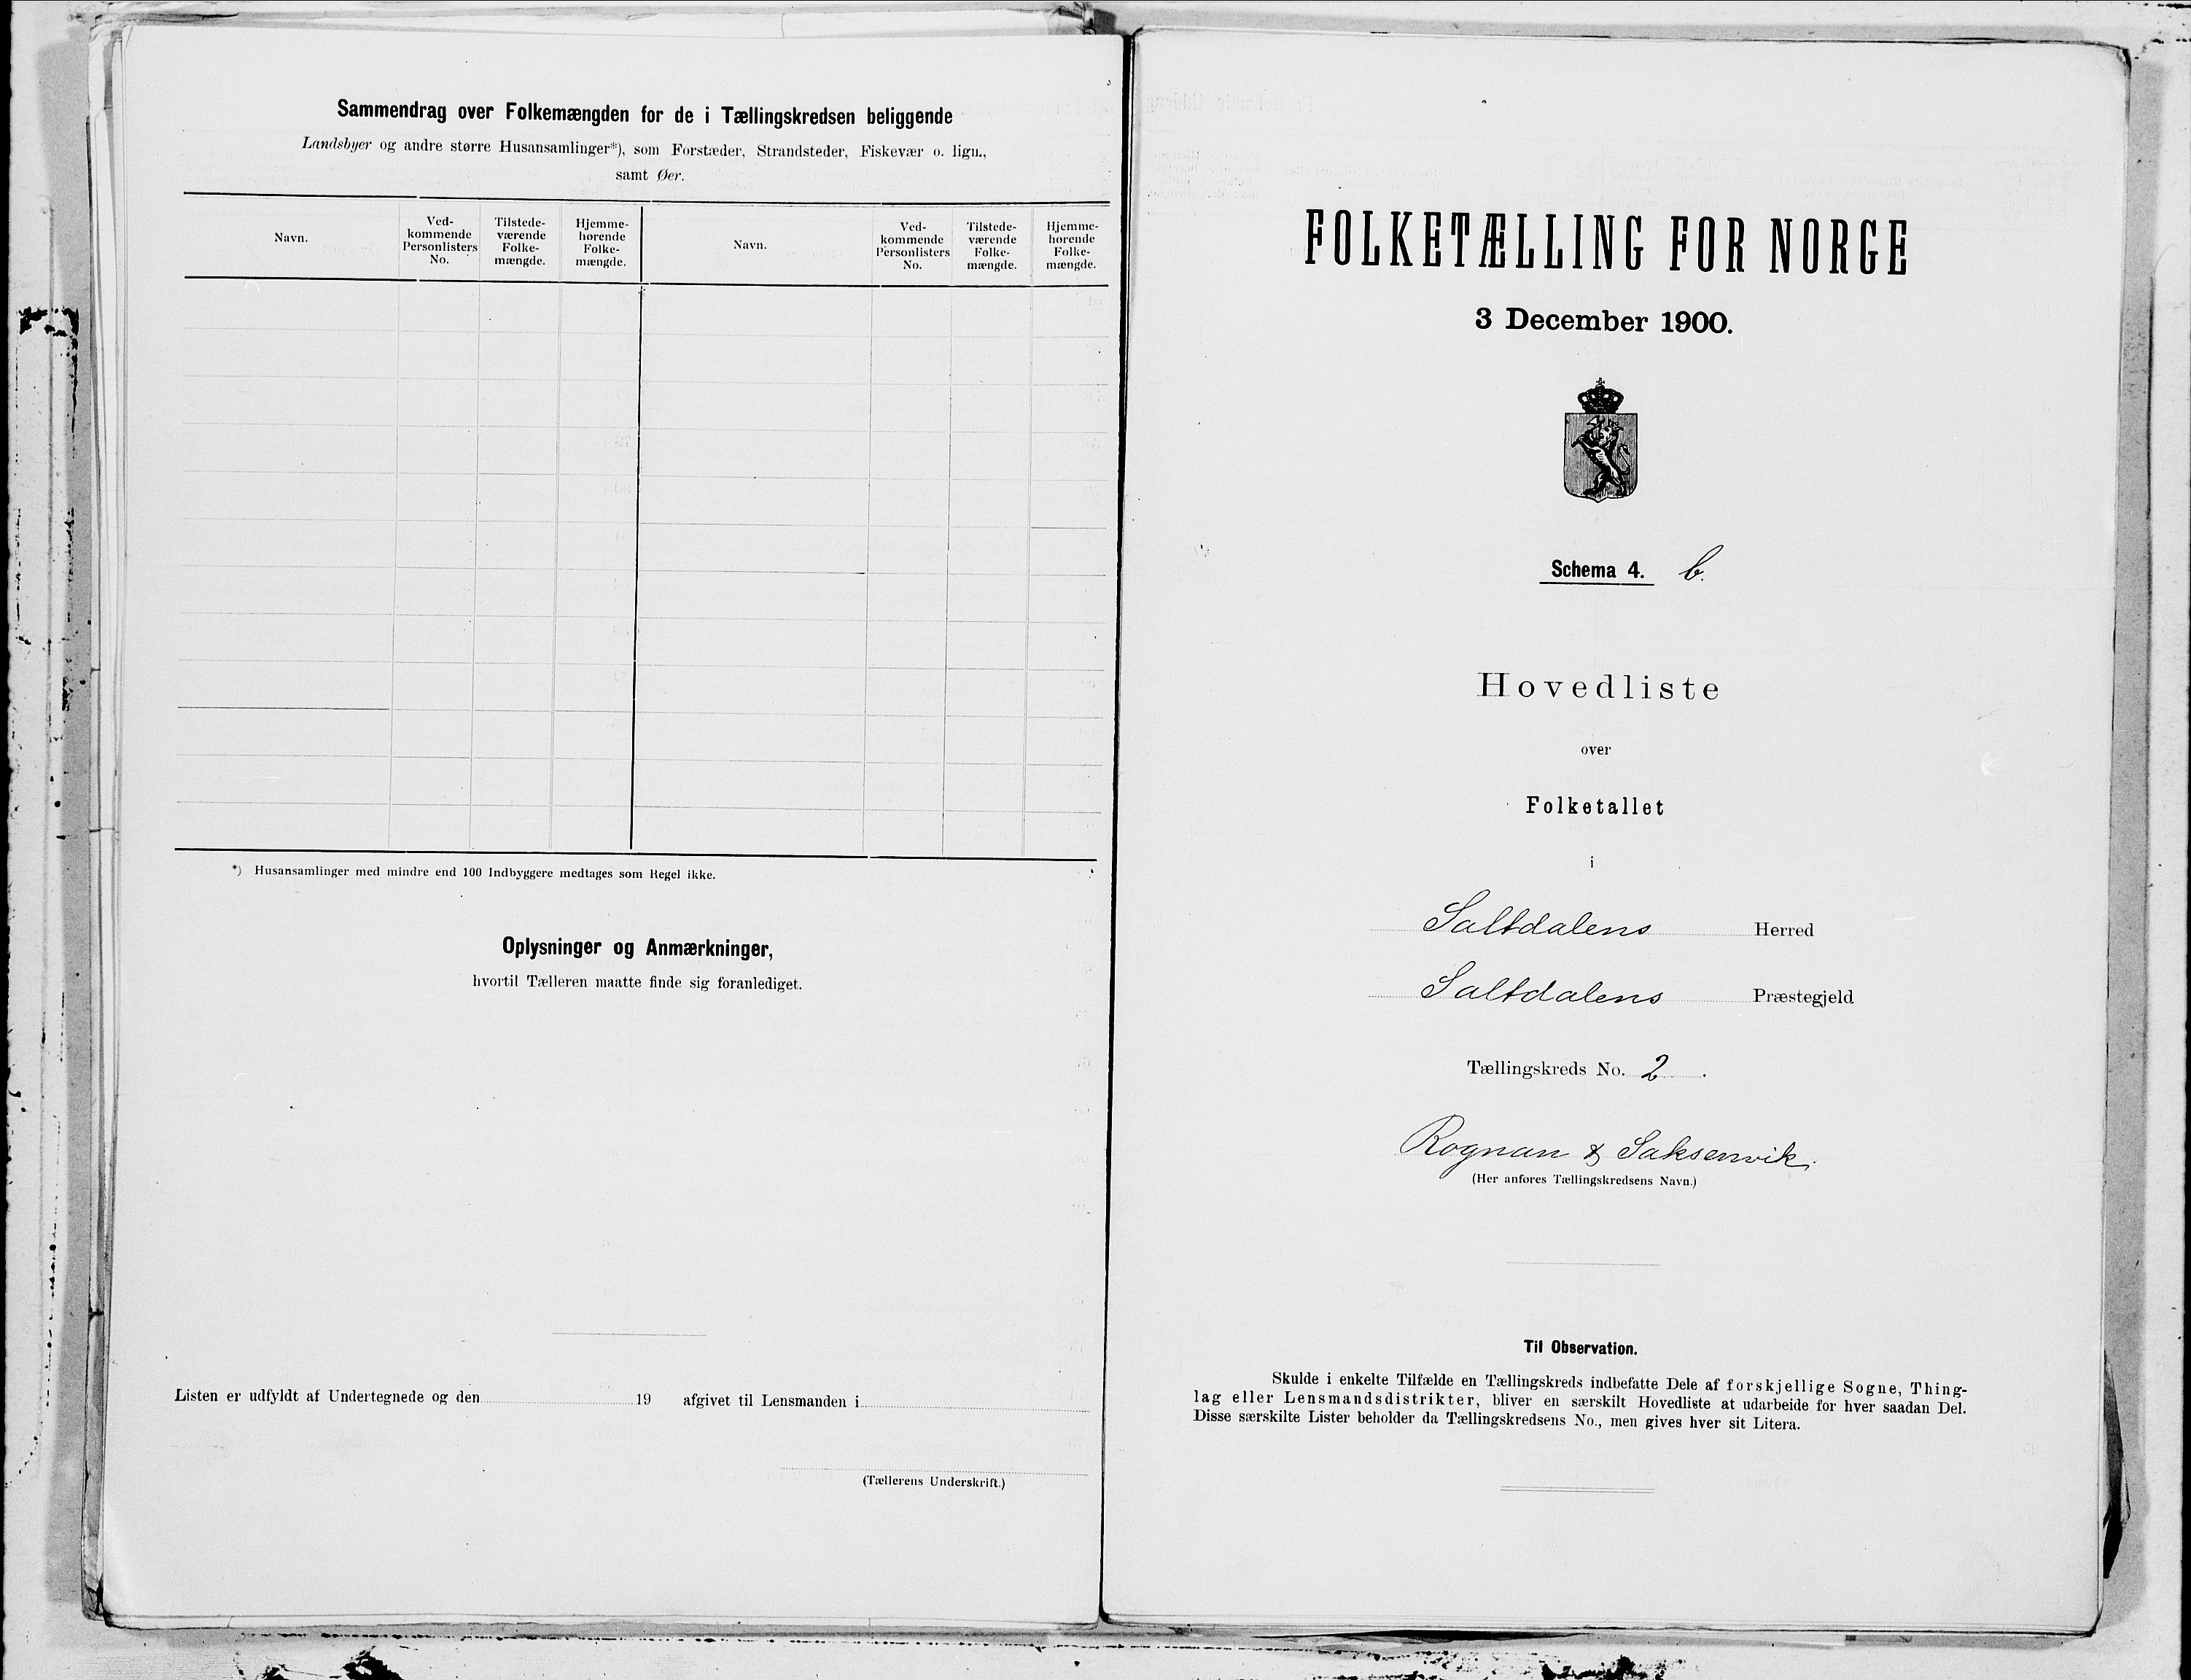 Sammendrag over Folkemængden for de i Tællingskredsen beliggende
Landsbyer og andre større Husansamlinger*), som Forstæder, Strandsteder, Fiskevær o. lign.,
samt Øer.
Navn.
Ved-
kommende
Personlisters
No.
Tilstede-
værende
Folke-
mængde.
Hjemme-
hørende
Folke-
mængde.
Navn.
Ved-
kommende
Personlisters
No.
Tilstede-
værende
Folke-
mængde.
Hjemme-
hørende
Folke-
mængde.
*) Husansamlinger med mindre end 100 Indbyggere medtages som Regel ikke.
Oplysninger og Anmærkninger,
hvortil Tælleren maatte finde sig foranlediget.
Listen er udfyldt af Undertegnede og den 19 afgivet til Lensmanden i
(Tællerens Underskrift.)
FOLKETÆLLING FOR NORGE
3 December 1900.
Schema 4. b.
Hovedliste
over
Folketallet
i
Saltdalens Herred
Saltdalens Præstegjeld
Tællingskreds No. 2.
Rognan & Saksenvik.
(Her anføres Tællingskredsens Navn.)
Til Observation.
Skulde i enkelte Tilfælde en Tællingskreds indbefatte Dele af forskjellige Sogne, Thing-
lag eller Lensmandsdistrikter, bliver en særskilt Hovedliste at udarbeide for hver saadan Del.
Disse særskilte Lister beholder da Tællingskredsens No., men gives hver sit Litera.